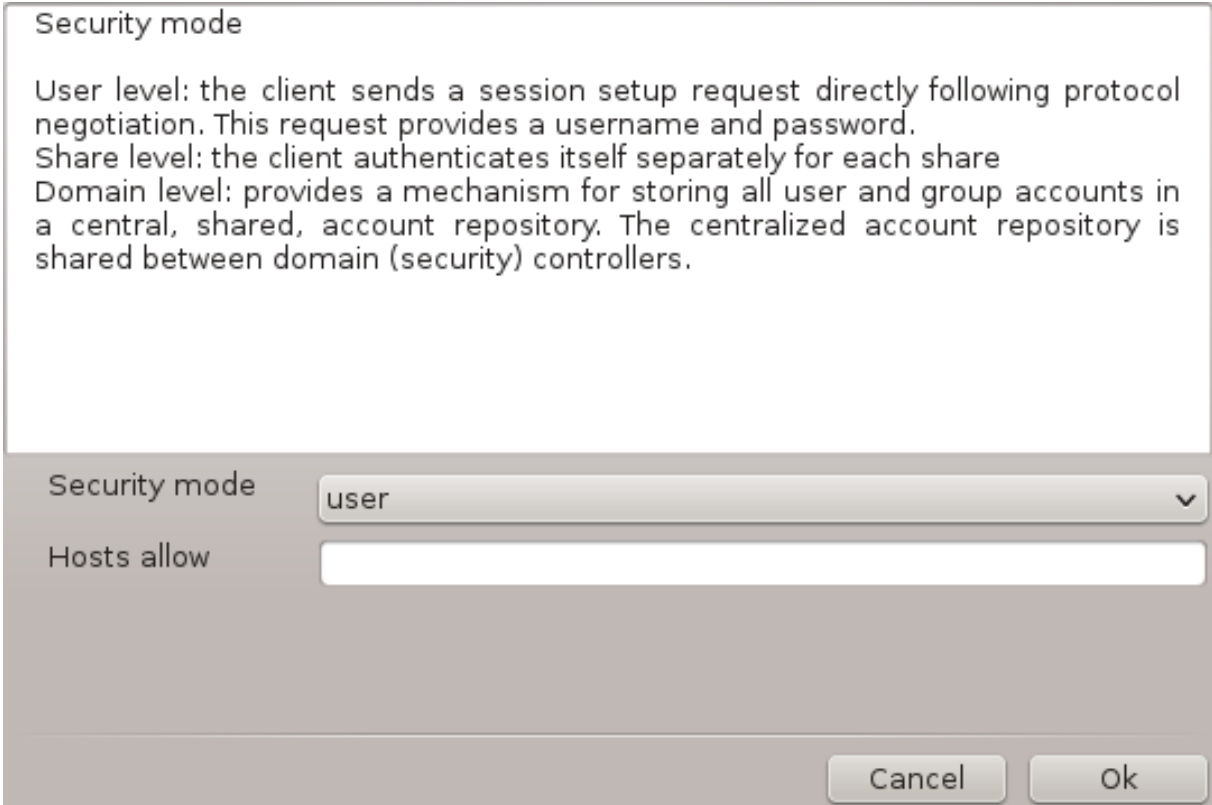 Security mode
User level: the client sends a session setup request directly following protocol
negotiation. This request provides a username and password.
Share level: the client authenticates itself separately for each share
Domain level: provides a mechanism for storing all user and group accounts in
a central, shared, account repository. The centralized account repository is
shared between domain (security) controllers.
Security mode
user
Hosts allow
Cancel
Ok